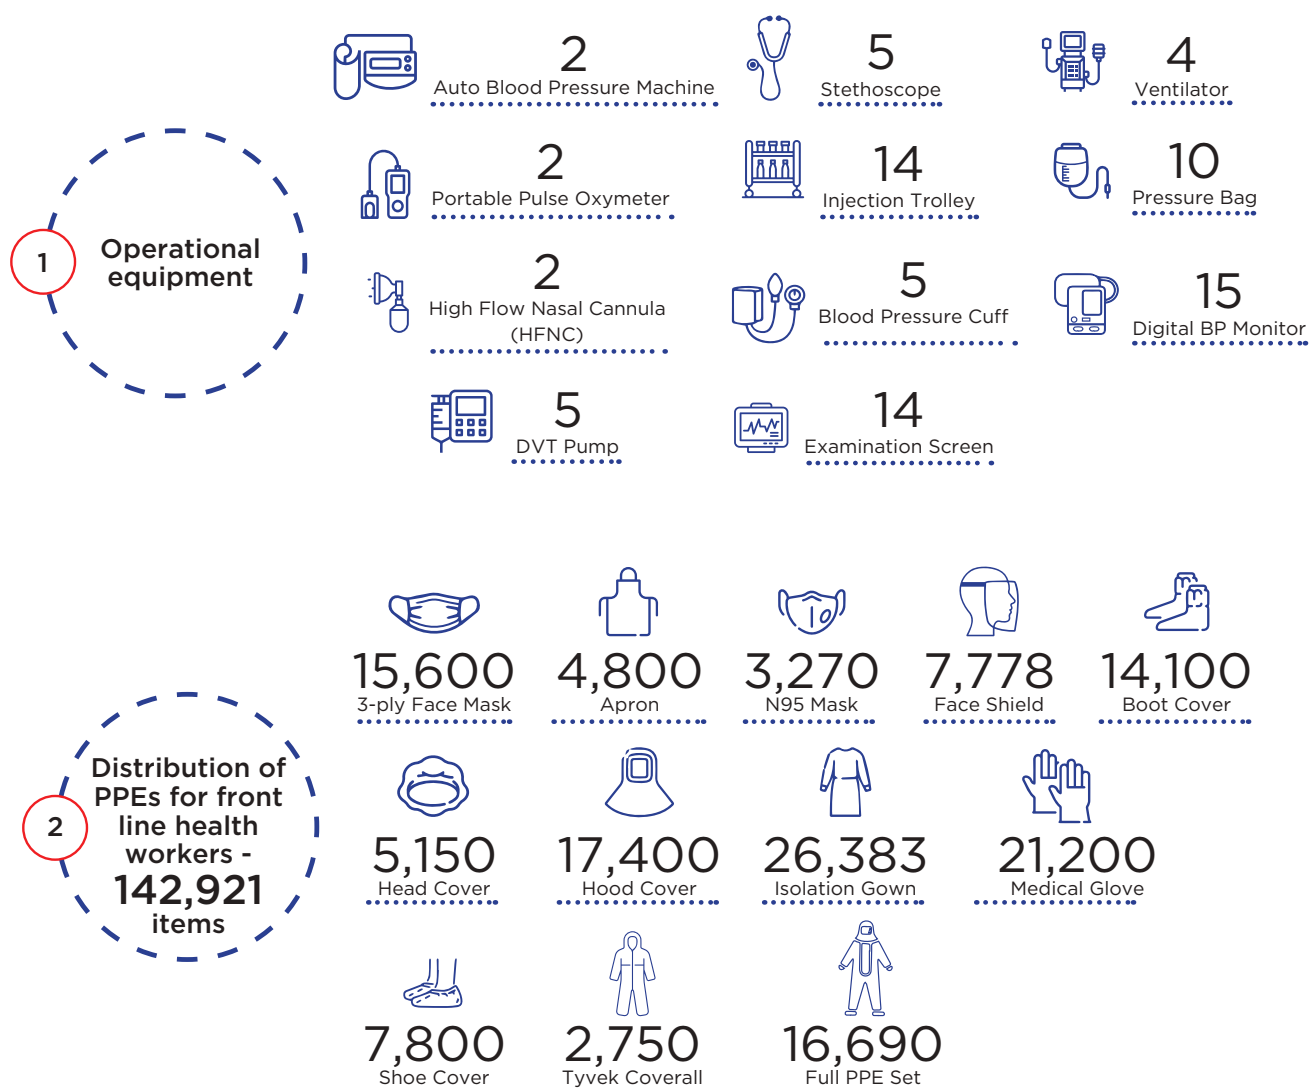 2
Auto Blood Pressure Machine
5
Stethoscope
4
Ventilator
2
Portable Pulse Oxymeter
14
Injection Trolley
10
Pressure Bag
1
Operational
equipment
2
High Flow Nasal Cannula
(HFNC)
5
Blood Pressure Cuff
15
Digital BP Monitor
5
DVT Pump
14
Examination Screen
15,600
3-ply Face Mask
4,800
Apron
3,270
N95 Mask
7,778
Face Shield
14,100
Boot Cover
2
Distribution of
PPEs for front
line health
workers -
142,921
items
5,150
Head Cover
17,400
Hood Cover
26,383
Isolation Gown
21,200
Medical Glove
7,800
Shoe Cover
2,750
Tyvek Coverall
16,690
Full PPE Set